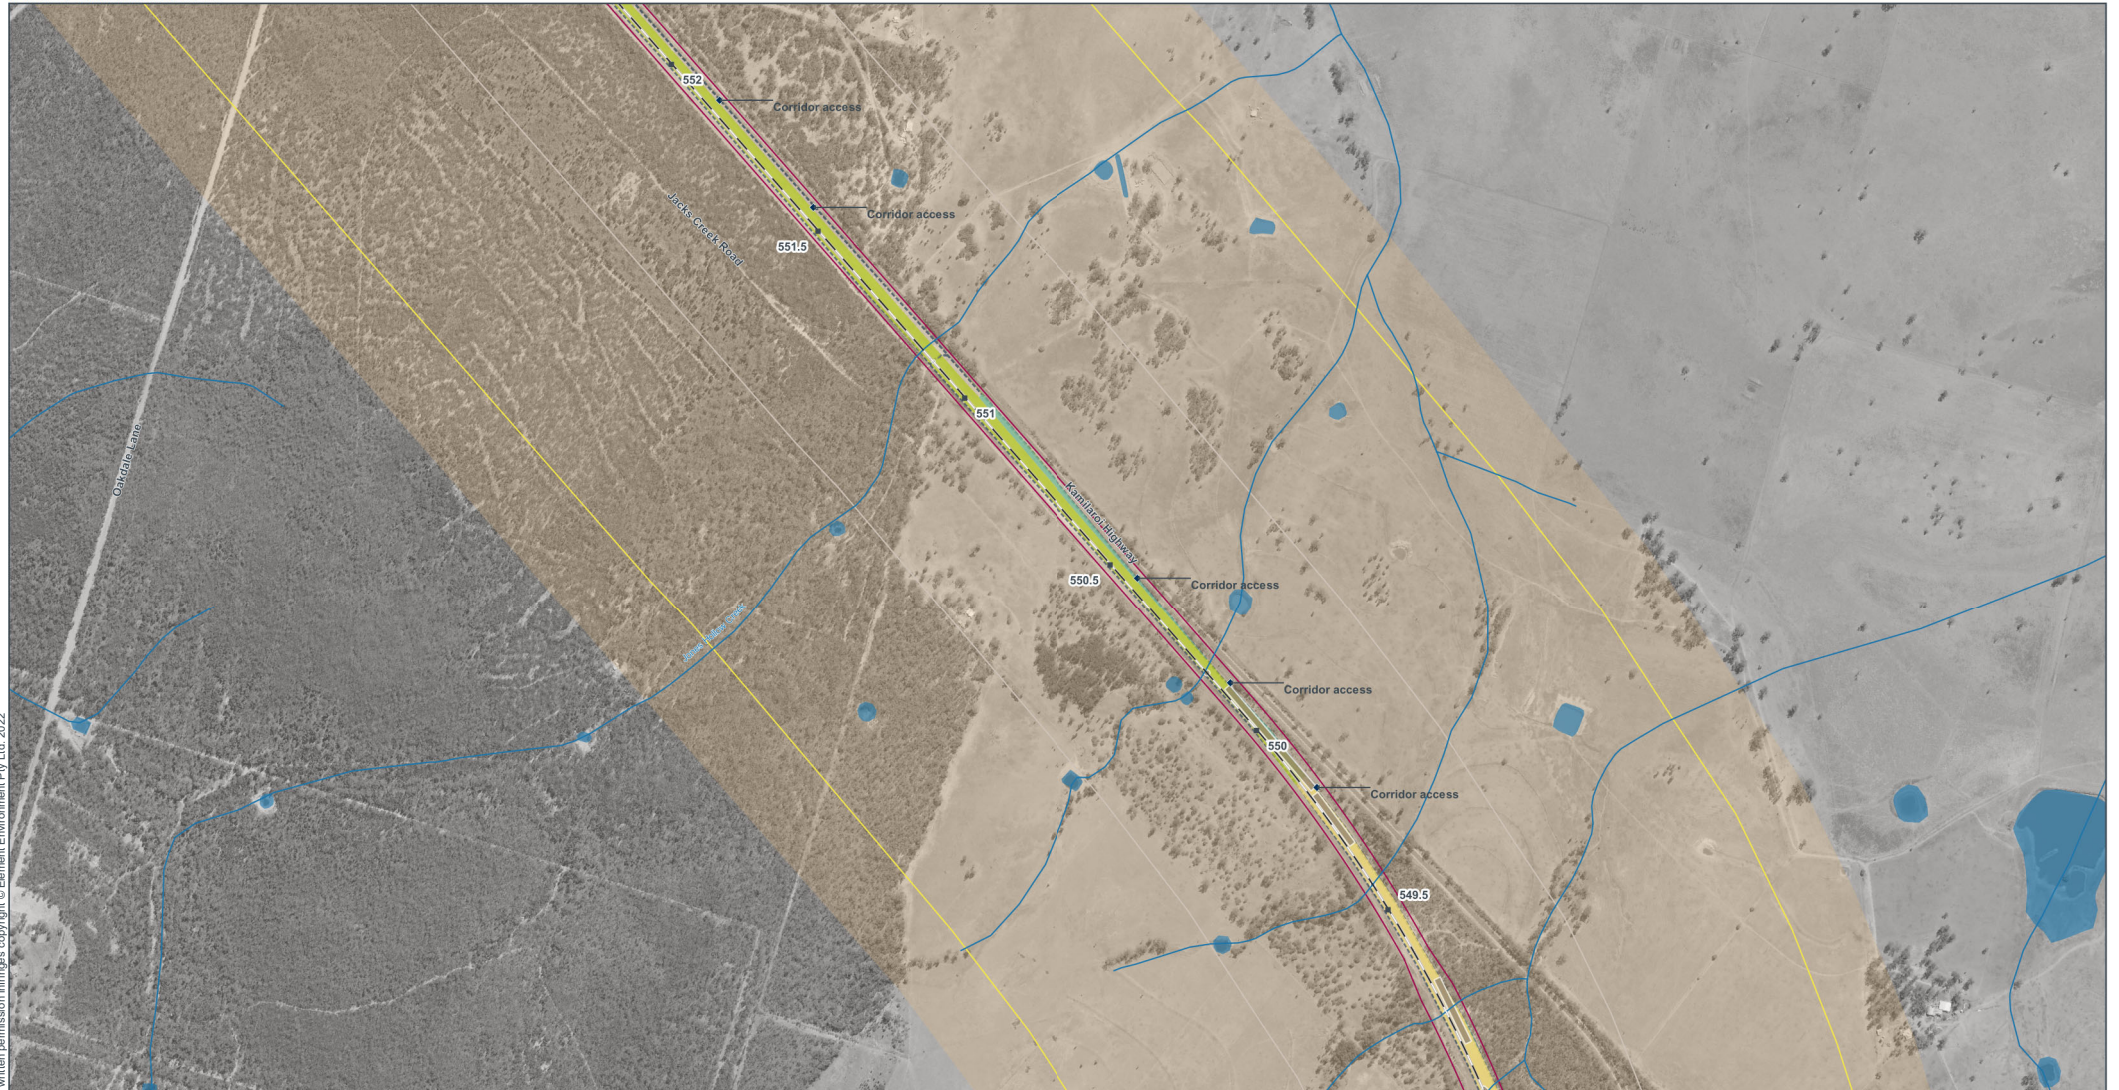 552
Corridor access
Corridor access
Jacks Creek Road
551.5
551
Oakdale Lane
Kamilaroi Highway
550.5
Corridor access
Corridor access
550
Corridor access
549.5
written permission infringes copyright © Element Environment Pty Ltd. 2022